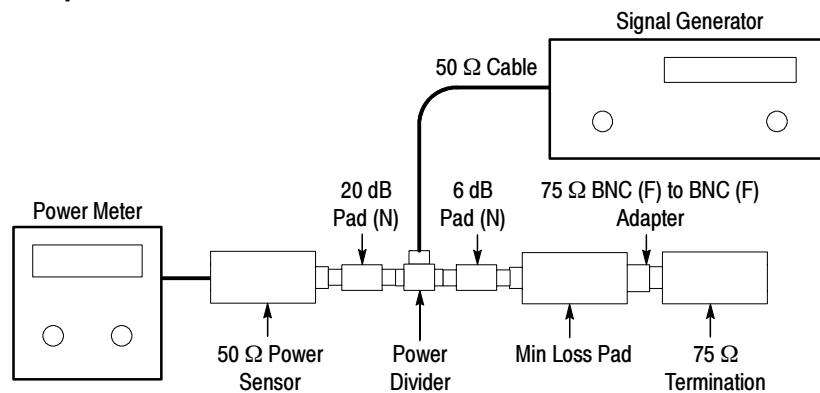 Signal Generator
50 Ω Cable
20 dB
Pad (N)
6 dB
Pad (N)
75 Ω BNC (F) to BNC (F)
Adapter
Power Meter
50 Ω Power
Sensor
Power
Divider
Min Loss Pad
75 Ω
Termination